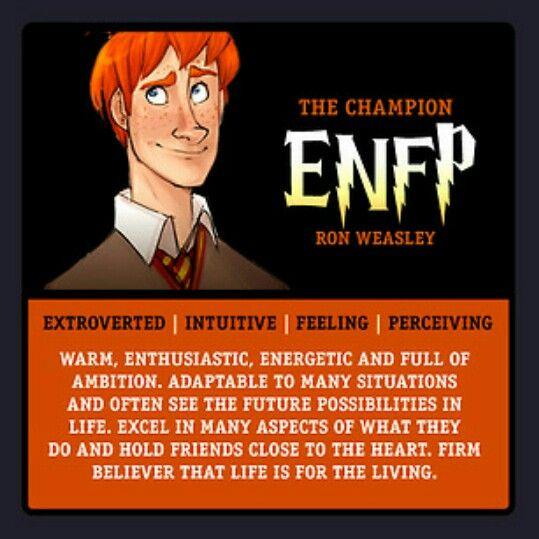 THE CHAMPION
ENFP
RON WEASLEY
EXTROVERTED | INTUITIVE | FEELING | PERCEIVING
WARM, ENTHUSIASTIC, ENERGETIC AND FULL OF
AMBITION. ADAPTABLE TO MANY SITUATIONS
AND OFTEN SEE THE FUTURE POSSIBILITIES IN
LIFE. EXCEL IN MANY ASPECTS OF WHAT THEY
DO AND HOLD FRIENDS CLOSE TO THE HEART. FIRM
BELIEVER THAT LIFE IS FOR THE LIVING.